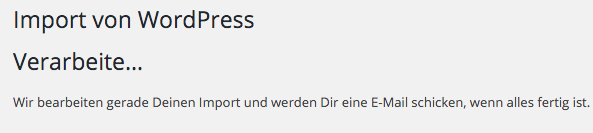 Import von WordPress
Verarbeite...
Wir bearbeiten gerade Deinen Import und werden Dir eine E-Mail schicken, wenn alles fertig ist.